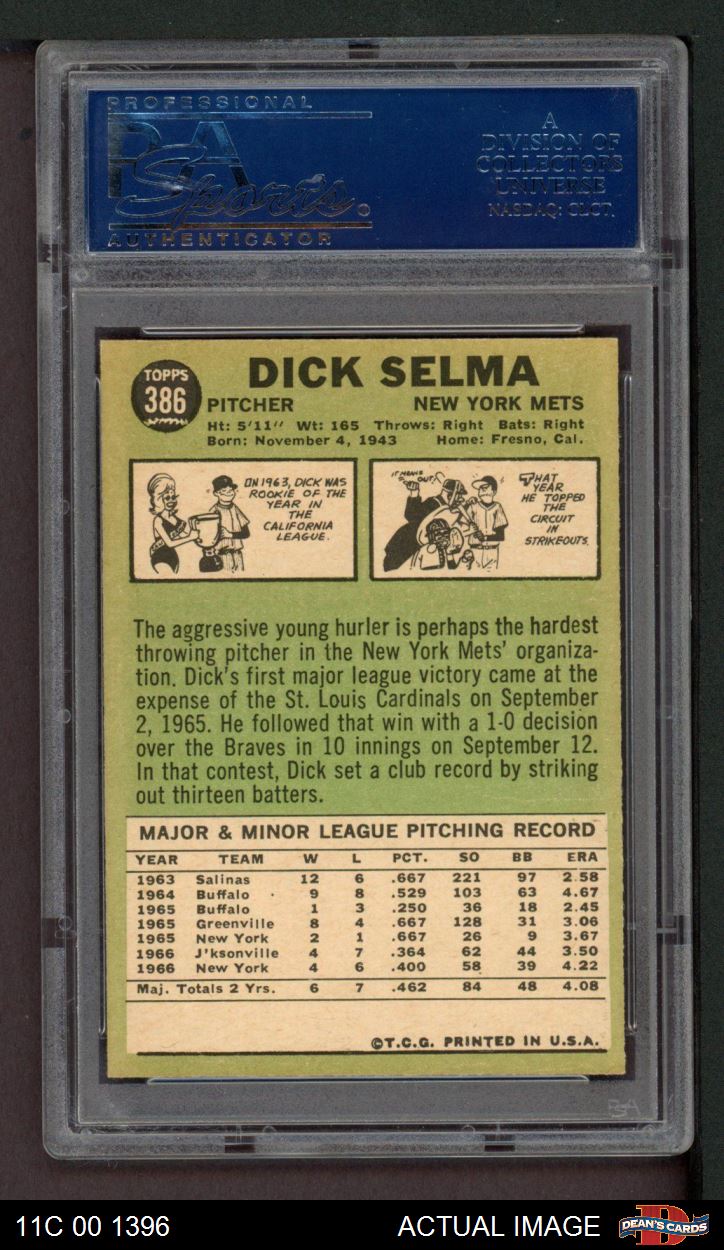 PROFESSIONAL
PSA
Sports
AUTHENTICATOR
A
DIVISION OF
COLLECTORS
UNIVERSE
NASDAQ: CLCT.
TOPPS
386
DICK SELMA
PITCHER NEW YORK METS
Ht: 5'11" Wt: 165 Throws: Right Bats: Right
Born: November 4, 1943 Home: Fresno, Cal.
IN 1963, DICK WAS
ROOKIE OF THE
YEAR IN
THE
CALIFORNIA
LEAGUE.
IT MEANS
OUT!
THAT
YEAR
HE TOPPED
THE
CIRCUIT
IN
STRIKEOUTS.
The aggressive young hurler is perhaps the hardest
throwing pitcher in the New York Mets' organiza-
tion. Dick's first major league victory came at the
expense of the St. Louis Cardinals on September
2, 1965. He followed that win with a 1-0 decision
over the Braves in 10 innings on September 12.
In that contest, Dick set a club record by striking
out thirteen batters.
MAJOR & MINOR LEAGUE PITCHING RECORD
YEAR TEAM W L PCT. SO BB ERA
1963 Salinas 12 6 .667 221 97 2.58
1964 Buffalo 9 8 .529 103 63 4.67
1965 Buffalo 1 3 .250 36 18 2.45
1965 Greenville 8 4 .667 128 31 3.06
1965 New York 2 1 .667 26 9 3.67
1966 J'ksonville 4 7 .364 62 44 3.50
1966 New York 4 6 .400 58 39 4.22
Maj. Totals 2 Yrs. 6 7 .462 84 48 4.08
©T.C.G. PRINTED IN U.S.A.
PSA
11C 00 1396 ACTUAL IMAGE DEAN'S CARDS